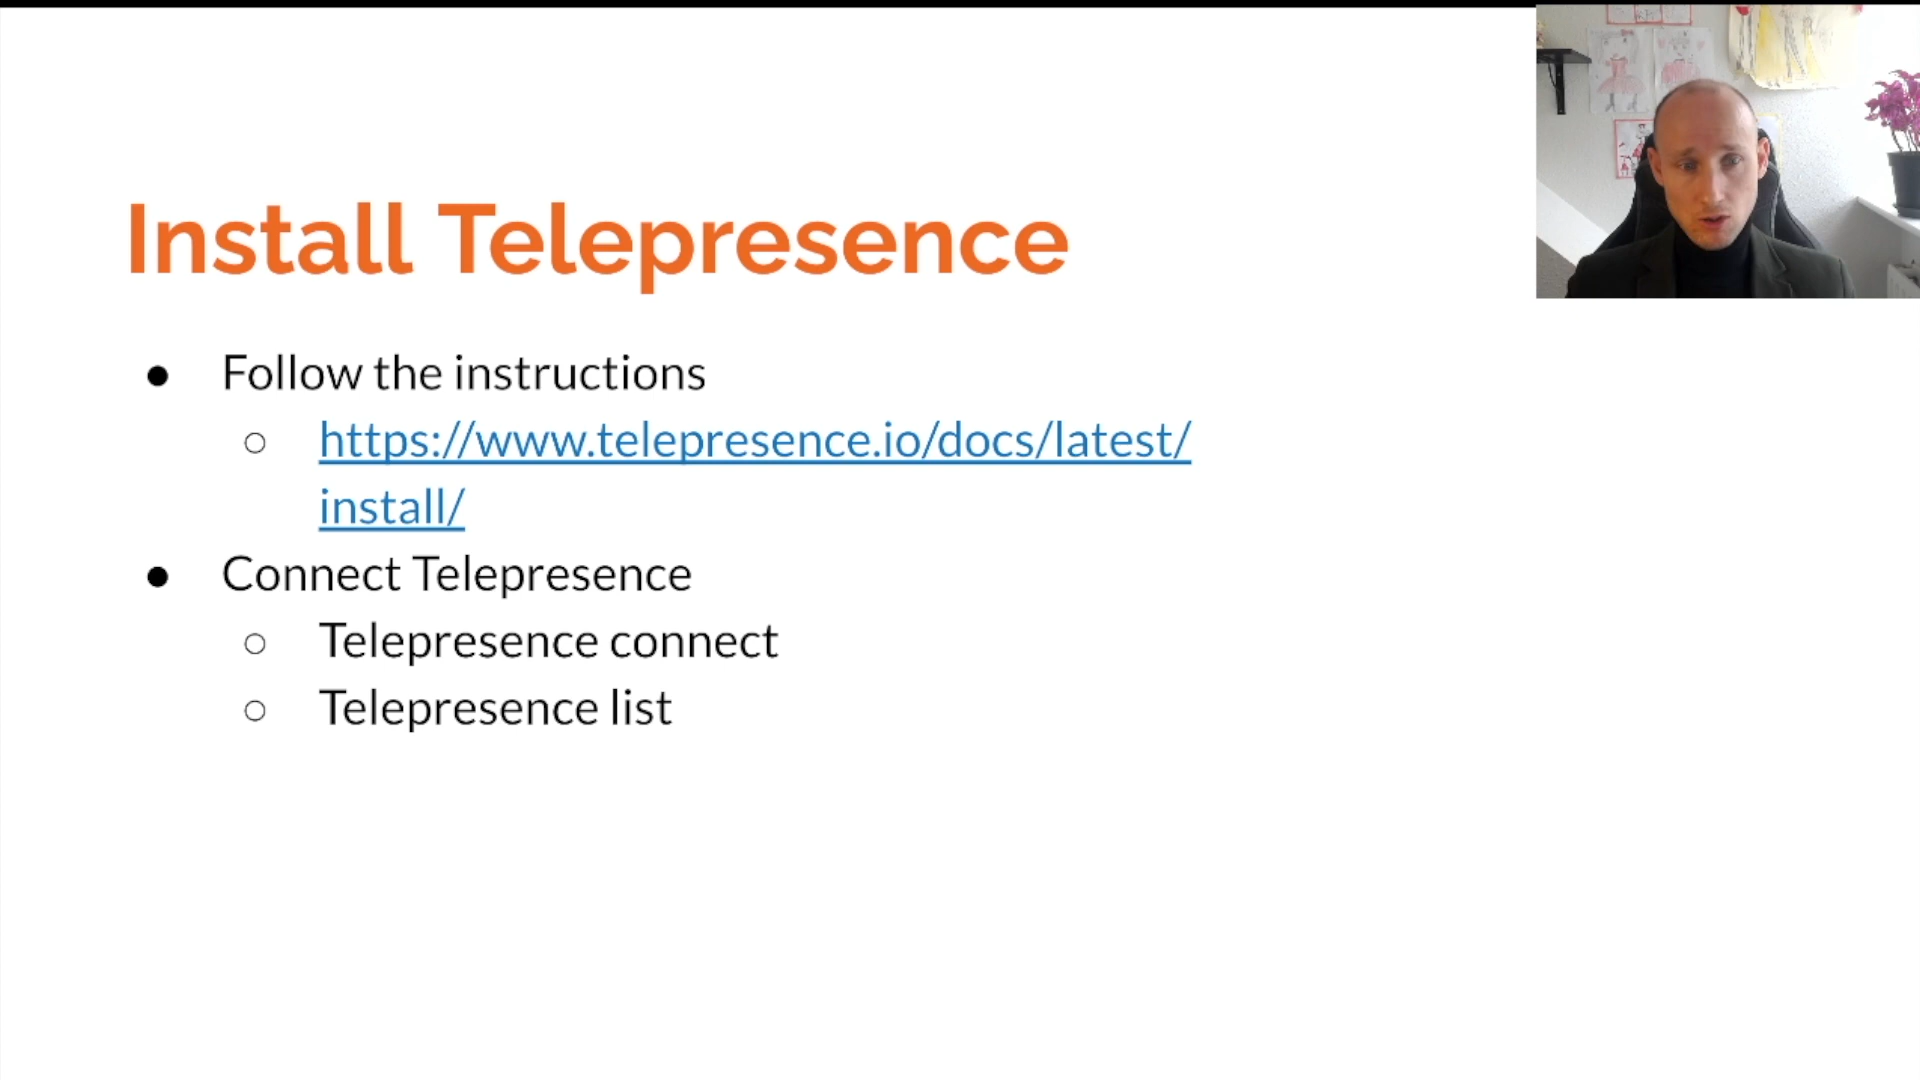 Install Telepresence
● Follow the instructions
○ https://www.telepresence.io/docs/latest/
install/
● Connect Telepresence
○ Telepresence connect
○ Telepresence list